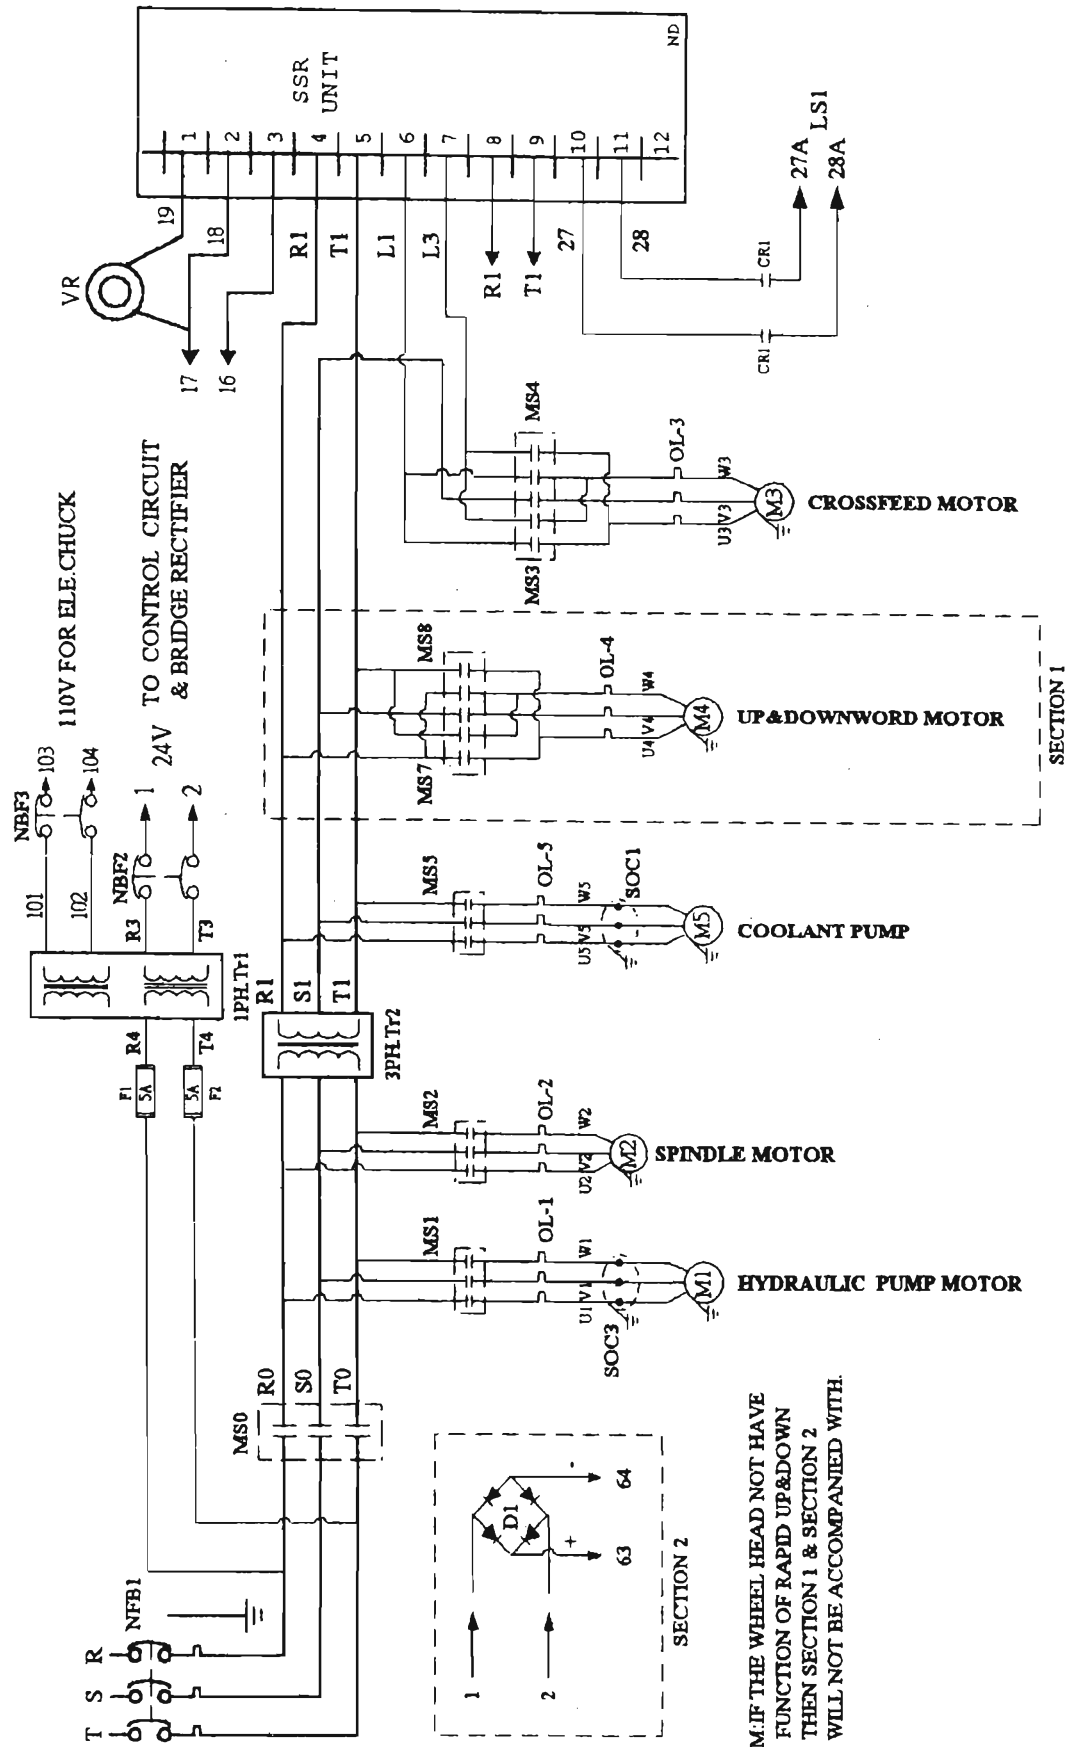 R
S
T
NFB1
MS0
R0
S0
T0
F1
5A
5A
F2
R4
T4
1PH.Tr1
101
102
R3
T3
NBF3
NBF2
103
104
1
2
110V FOR ELE.CHUCK
24V
TO CONTROL CIRCUIT
& BRIDGE RECTIFIER
3PH.Tr2
R1
S1
T1
VR
17
16
19
18
R1
T1
L1
L3
R1
T1
27
28
1
2
3
4
5
6
7
8
9
10
11
12
SSR
UNIT
ND
CR1
CR1
27A
28A
LS1
MS1
OL-1
U1
V1
W1
SOC3
M1
HYDRAULIC PUMP MOTOR
MS2
OL-2
U2
V2
W2
M2
SPINDLE MOTOR
MS5
OL-5
U5
V5
W5
SOC1
M5
COOLANT PUMP
MS7
MS8
OL-4
U4
V4
W4
M4
UP&DOWNWORD MOTOR
SECTION 1
MS3
MS4
OL-3
U3
V3
W3
M3
CROSSFEED MOTOR
1
2
D1
+
-
63
64
SECTION 2
M:IF THE WHEEL HEAD NOT HAVE
FUNCTION OF RAPID UP&DOWN
THEN SECTION 1 & SECTION 2
WILL NOT BE ACCOMPANIED WITH.